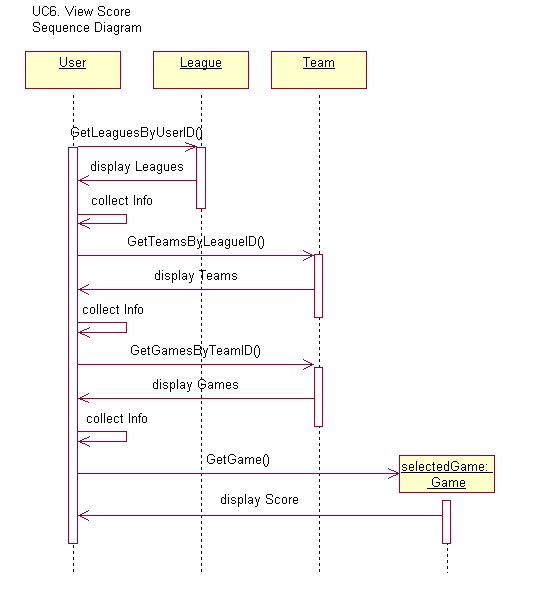 UC6. View Score
Sequence Diagram
User
League
Team
GetLeaguesByUserID()
display Leagues
collect Info
GetTeamsByLeagueID()
display Teams
collect Info
GetGamesByTeamID()
display Games
collect Info
GetGame()
selectedGame:
Game
display Score